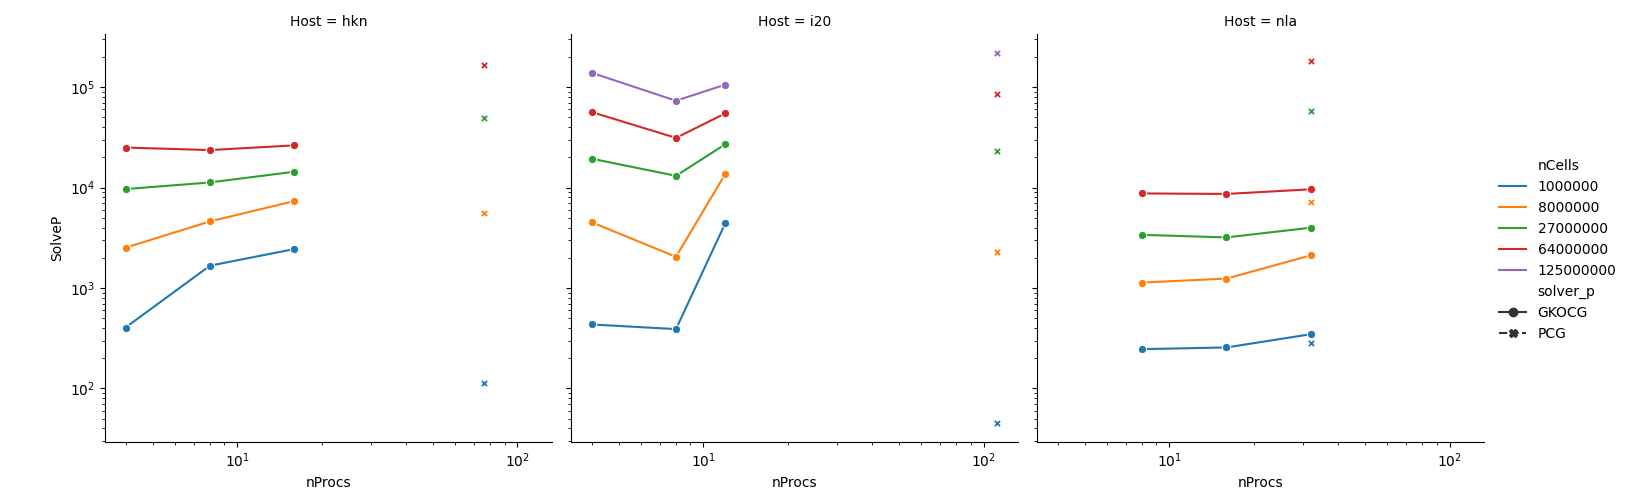 Host = hkn
Host = i20
Host = nla
SolveP
10^5
10^4
10^3
10^2
10^1
10^2
10^1
10^2
10^1
10^2
nProcs
nProcs
nProcs
nCells
1000000
8000000
27000000
64000000
125000000
solver_p
GKOCG
PCG